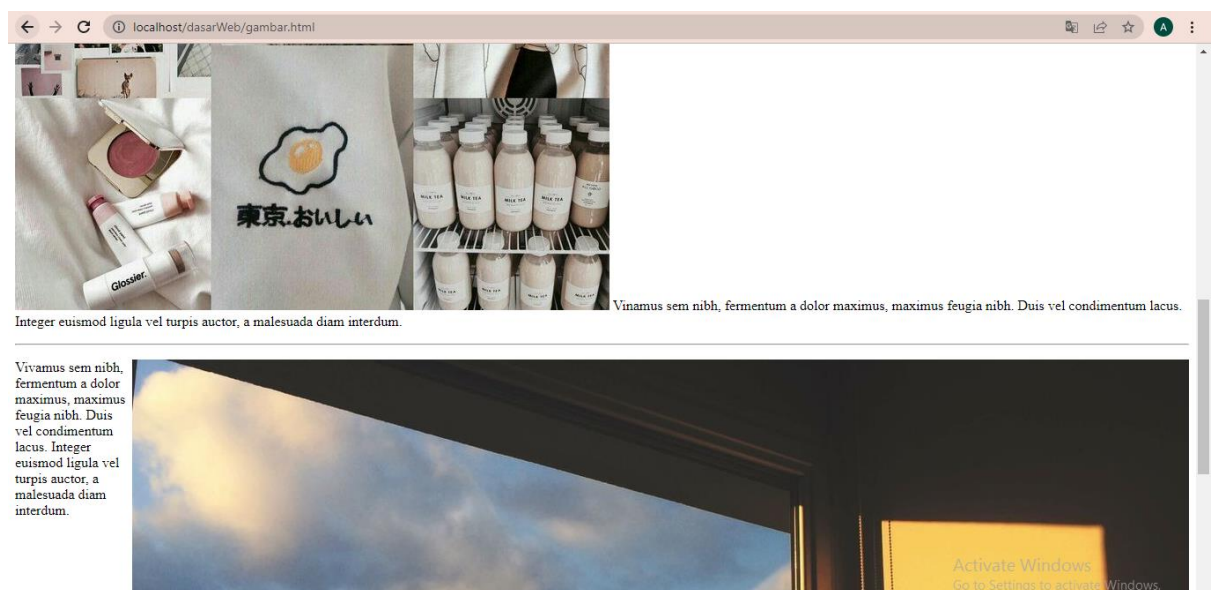 localhost/dasarWeb/gambar.html
A
Glossier.
東京.おいしい
MILK TEA
MILK TEA
MILK TEA
MILK TEA
Vinamus sem nibh, fermentum a dolor maximus, maximus feugia nibh. Duis vel condimentum lacus.
Integer euismod ligula vel turpis auctor, a malesuada diam interdum.
Vivamus sem nibh,
fermentum a dolor
maximus, maximus
feugia nibh. Duis
vel condimentum
lacus. Integer
euismod ligula vel
turpis auctor, a
malesuada diam
interdum.
Activate Windows
Go to Settings to activate Windows.